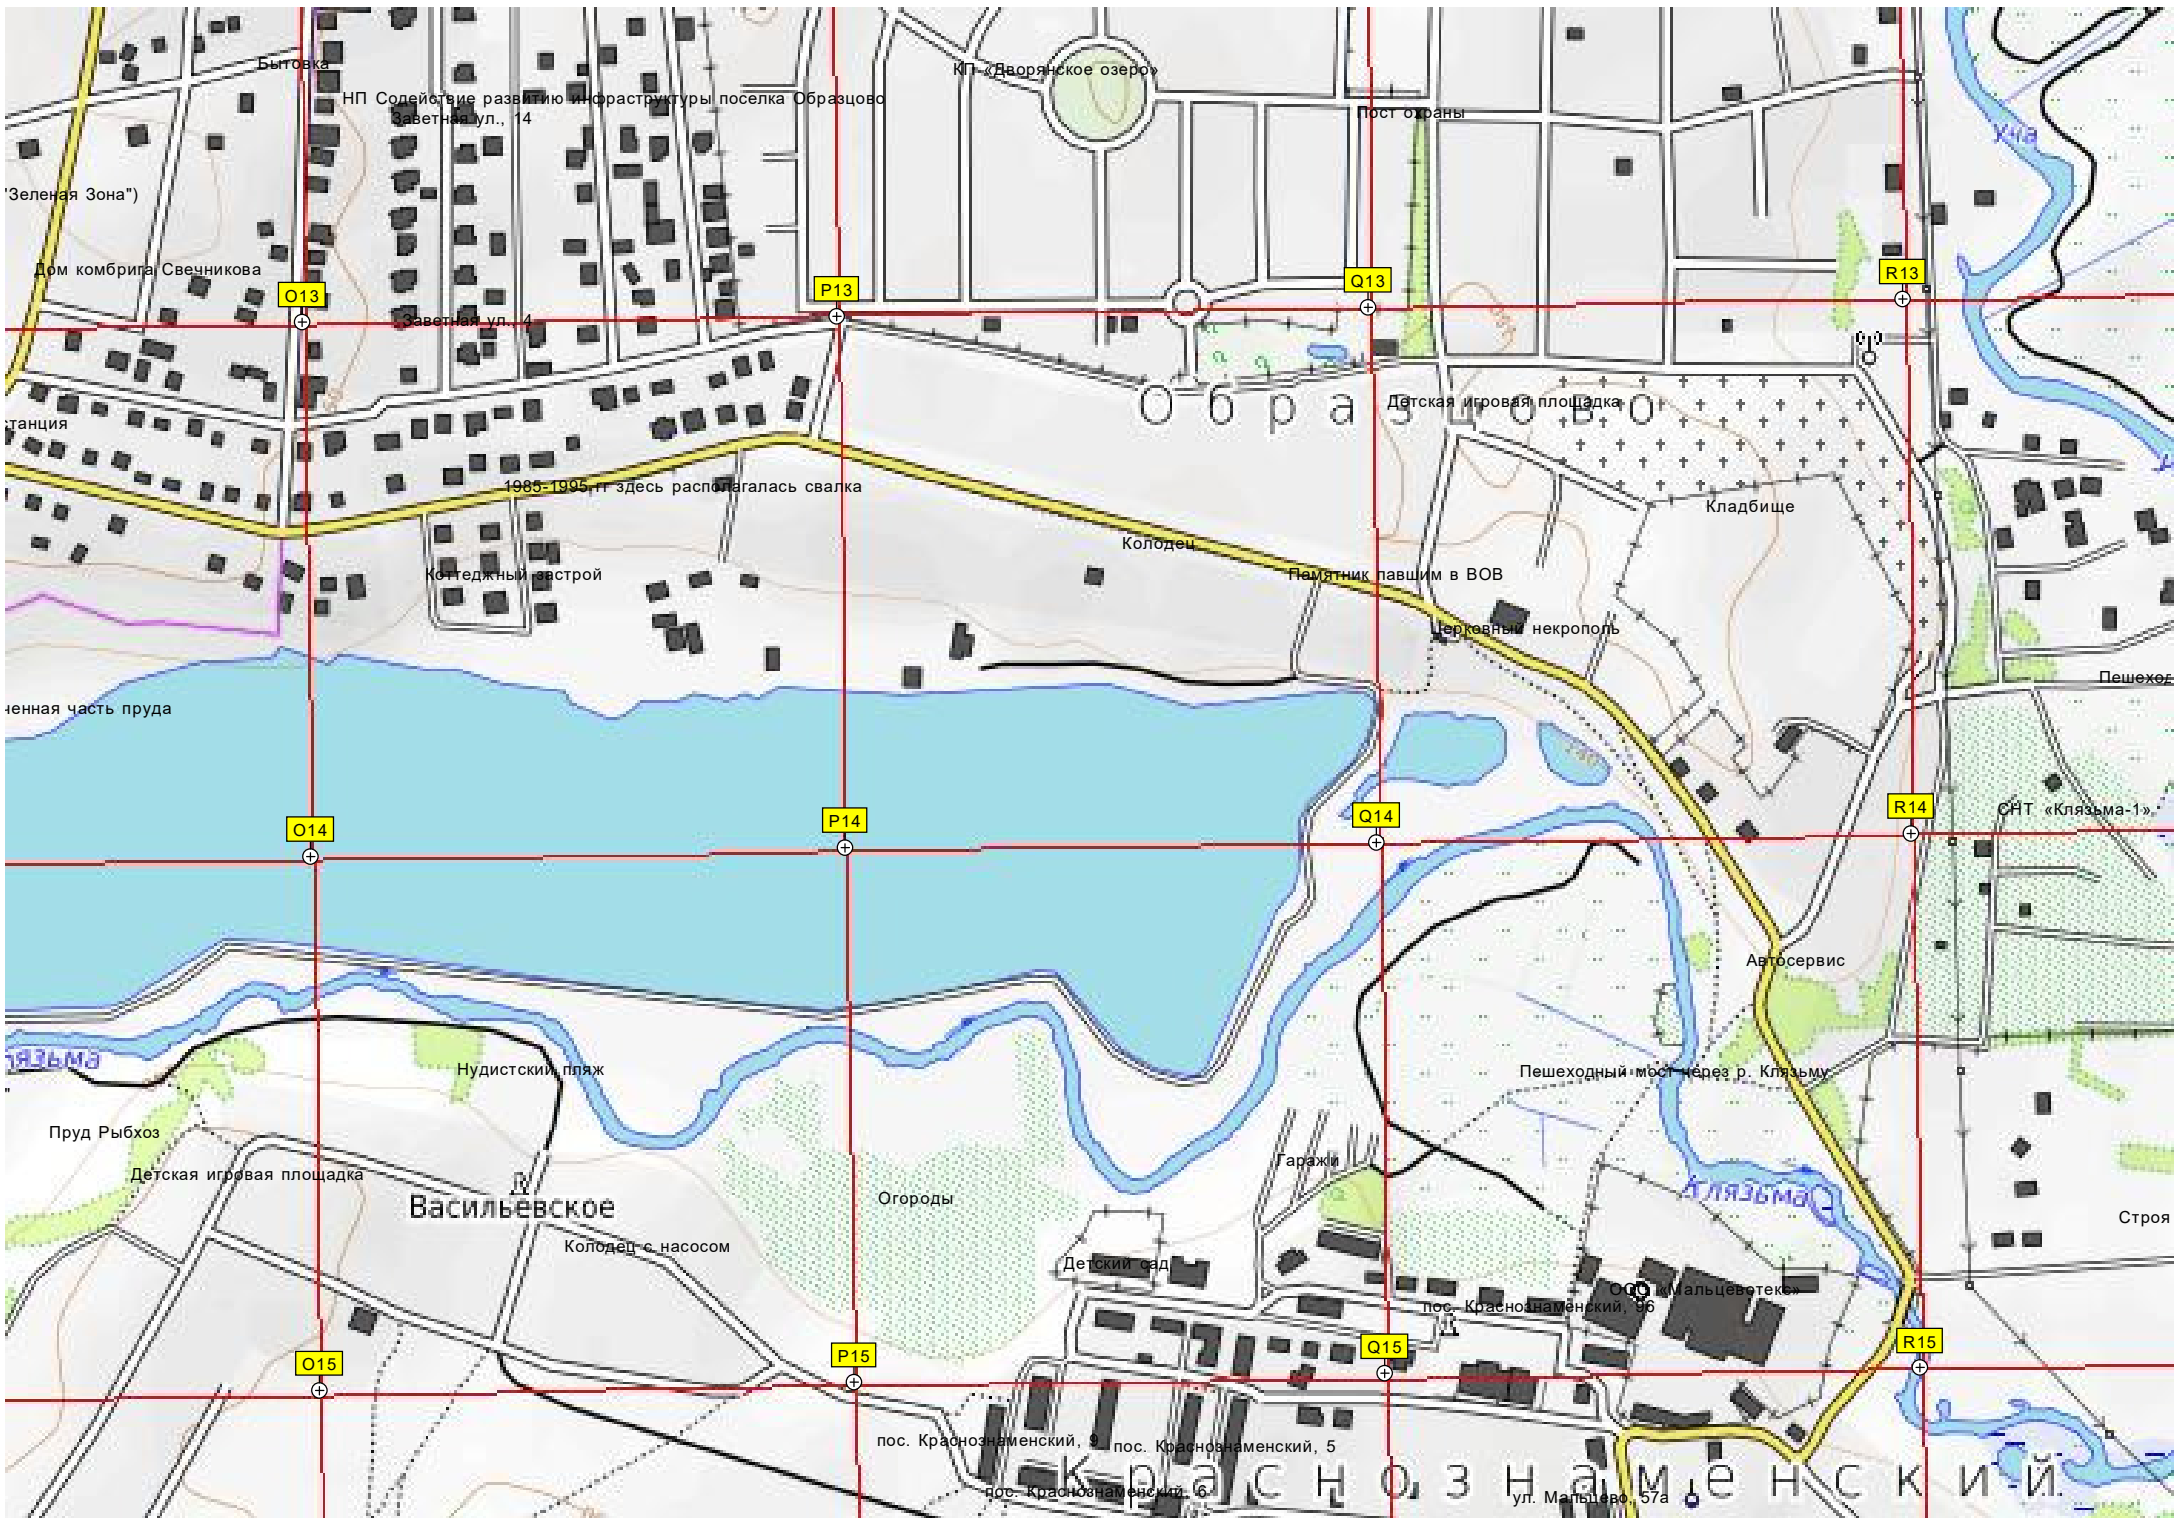 Бытовка
КП «Дворянское озеро»
НП Содействие развитию инфраструктуры поселка Образцово
Заветная ул., 14
Пост охраны
Уча
"Зеленая Зона")
Дом комбрига Свечникова
O13
P13
Q13
R13
Заветная ул., 4
Образцово
Детская игровая площадка
станция
1985-1995 гг здесь располагалась свалка
Кладбище
Колодец
Коттеджный застрой
Памятник павшим в ВОВ
Церковный некрополь
Пешеход
ченная часть пруда
O14
P14
Q14
R14
СНТ «Клязьма-1»
Автосервис
лязьма
Нудистский пляж
Пешеходный мост через р. Клязьму
Пруд Рыбхоз
Детская игровая площадка
Гаражи
Клязьма
Васильевское
Огороды
Строя
Колодец с насосом
Детский сад
ООО «Мальцевотекс»
пос. Краснознаменский, 96
O15
P15
Q15
R15
пос. Краснознаменский, 9
пос. Краснознаменский, 5
Краснознаменский
пос. Краснознаменский, 6
ул. Мальцево, 57а